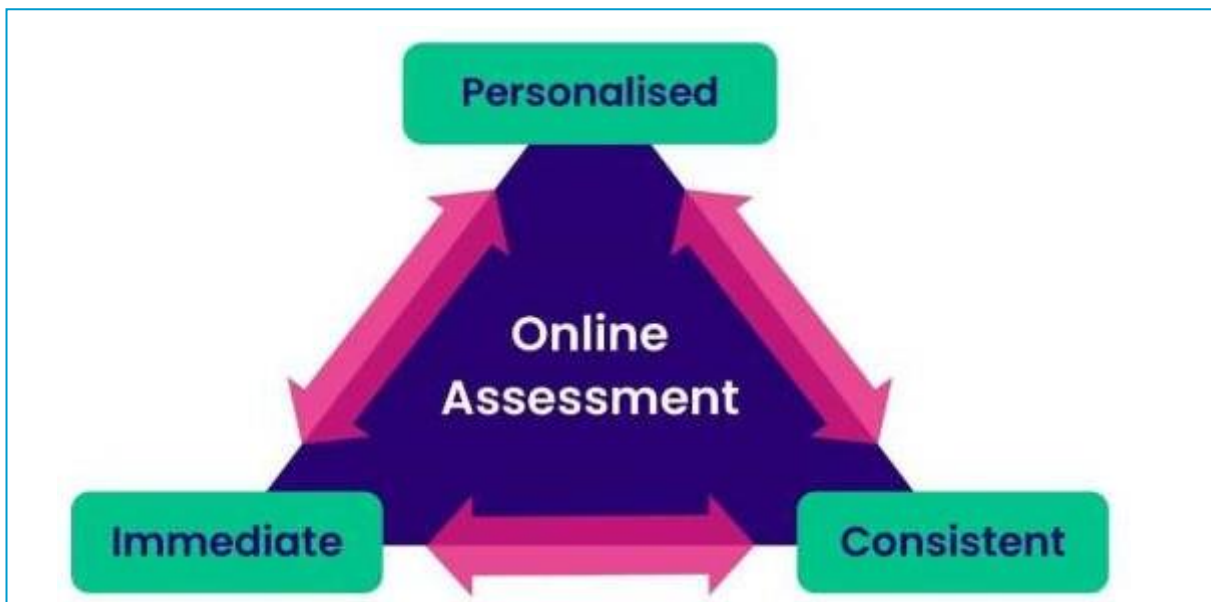 Personalised
Online
Assessment
Immediate
Consistent